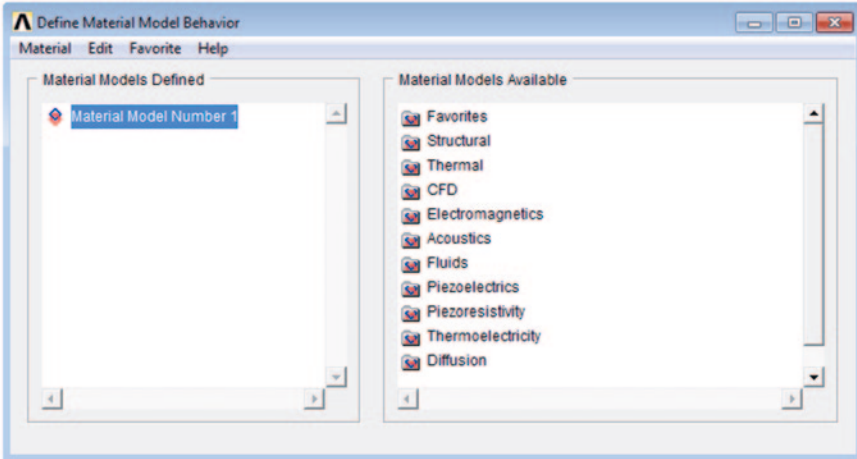 Define Material Model Behavior
Material Edit Favorite Help
Material Models Defined
Material Model Number 1
Material Models Available
Favorites
Structural
Thermal
CFD
Electromagnetics
Acoustics
Fluids
Piezoelectrics
Piezoresistivity
Thermoelectricity
Diffusion